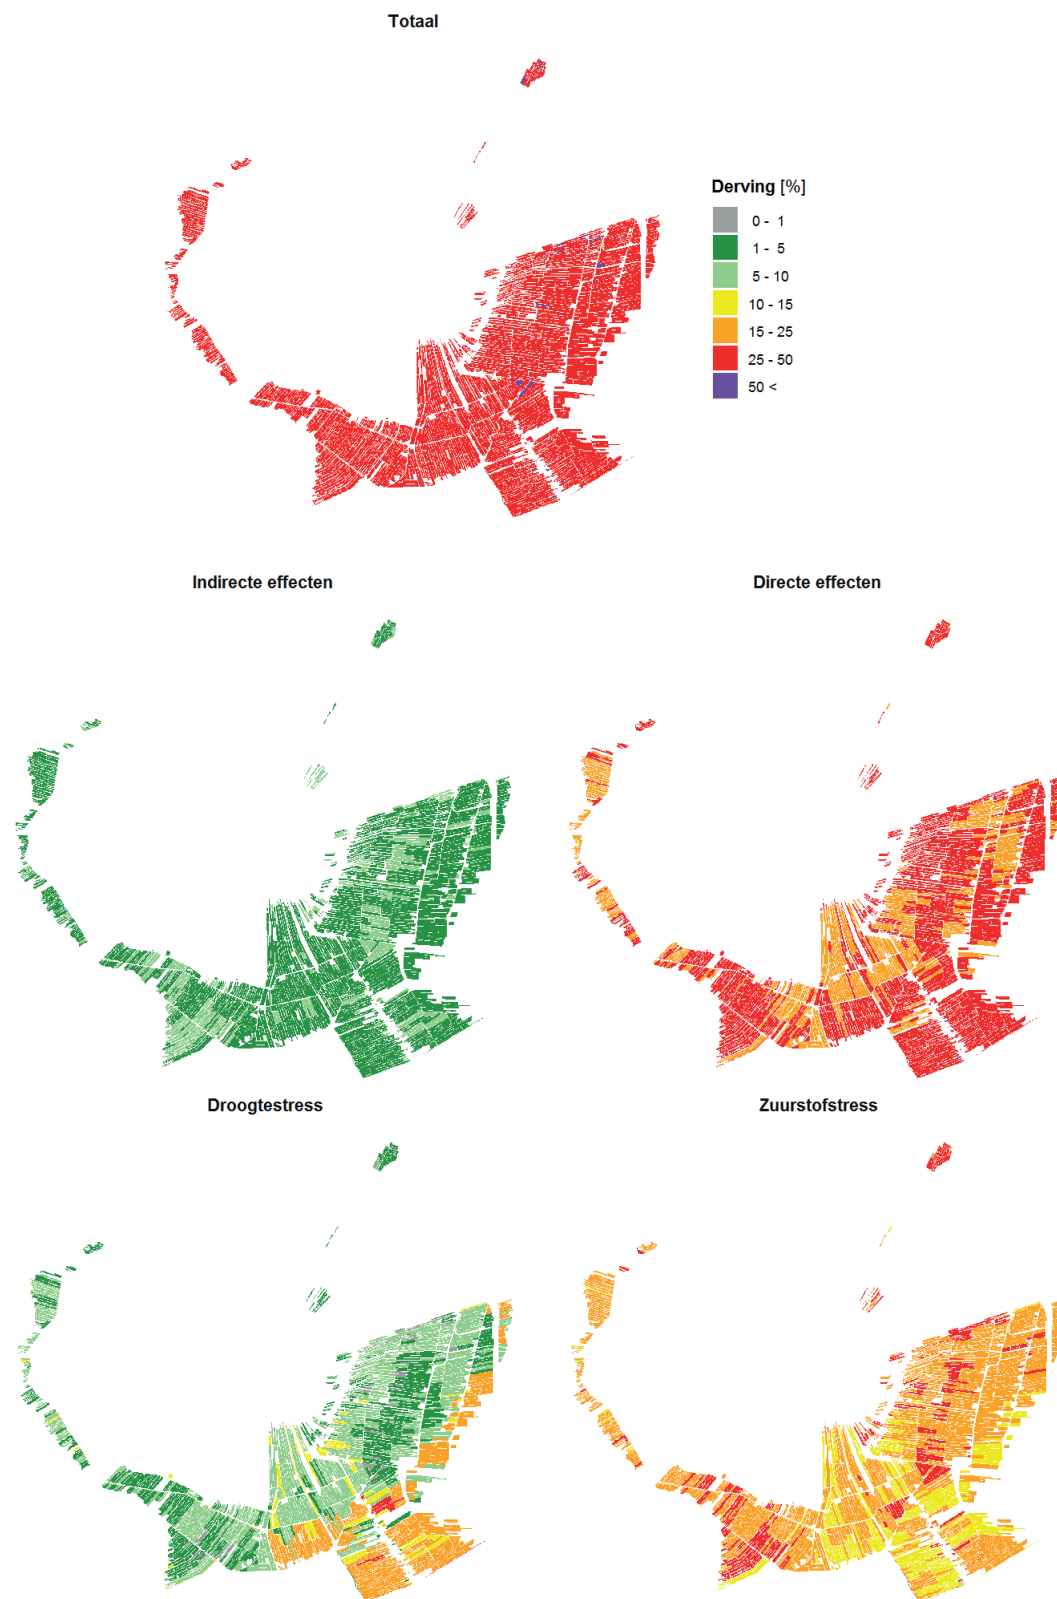 Totaal
Derving [%]
0 - 1
1 - 5
5 - 10
10 - 15
15 - 25
25 - 50
50 <
Indirecte effecten
Directe effecten
Droogtestress
Zuurstofstress